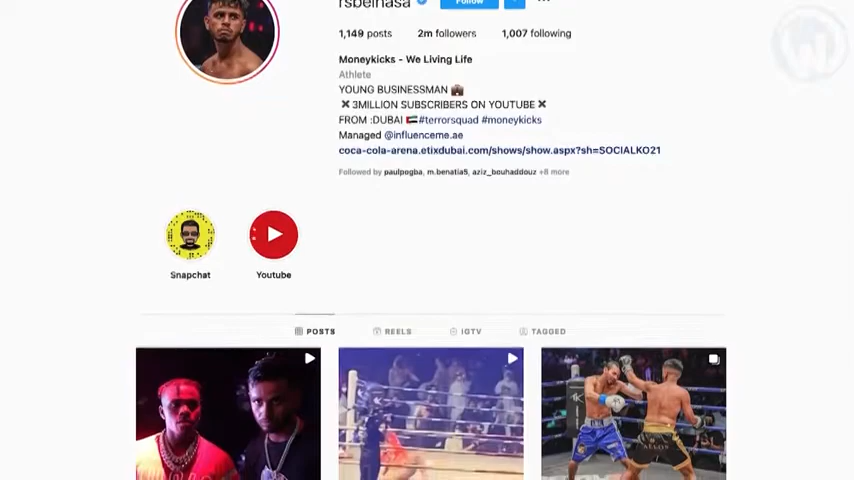 rsbelhasa
Follow
1,149 posts 2m followers 1,007 following
Moneykicks - We Living Life
Athlete
YOUNG BUSINESSMAN 💼
✖ 3MILLION SUBSCRIBERS ON YOUTUBE ✖
FROM :DUBAI 🇦🇪#terrorsquad #moneykicks
Managed @influenceme.ae
coca-cola-arena.etixdubai.com/shows/show.aspx?sh=SOCIALKO21
Followed by paulpogba, m.benatia5, aziz_bouhaddouz +8 more
Snapchat Youtube
POSTS REELS IGTV TAGGED